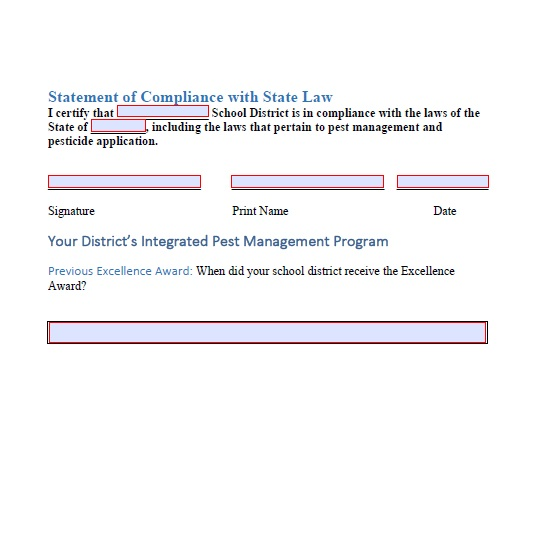 Statement of Compliance with State Law
I certify that School District is in compliance with the laws of the
State of , including the laws that pertain to pest management and
pesticide application.
Signature Print Name Date
Your District's Integrated Pest Management Program
Previous Excellence Award: When did your school district receive the Excellence
Award?